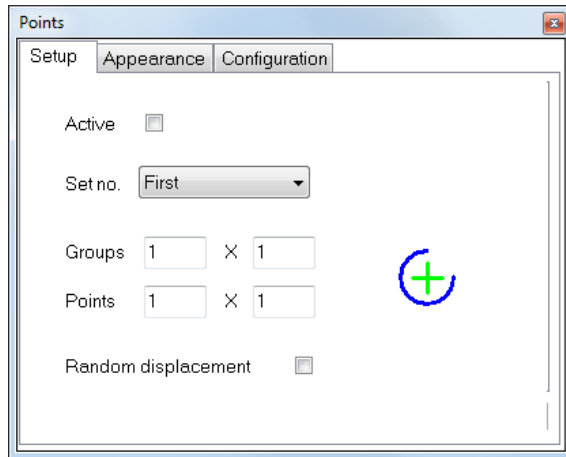 Points
Setup Appearance Configuration
Active
Set no. First
Groups 1 X 1
Points 1 X 1
Random displacement